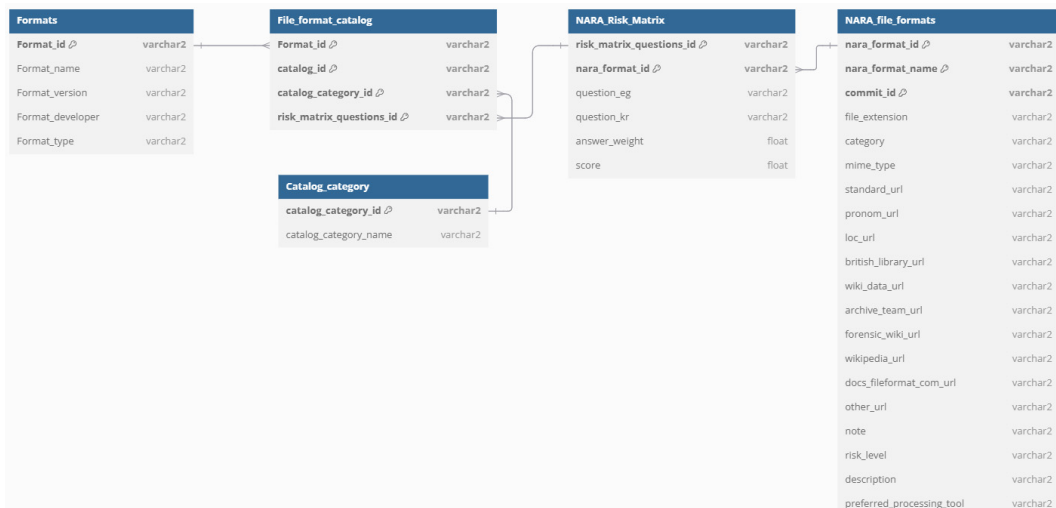 Formats
Format_id varchar2
Format_name varchar2
Format_version varchar2
Format_developer varchar2
Format_type varchar2
File_format_catalog
Format_id varchar2
catalog_id varchar2
catalog_category_id varchar2
risk_matrix_questions_id varchar2
Catalog_category
catalog_category_id varchar2
catalog_category_name varchar2
NARA_Risk_Matrix
risk_matrix_questions_id varchar2
nara_format_id varchar2
question_eg varchar2
question_kr varchar2
answer_weight float
score float
NARA_file_formats
nara_format_id varchar2
nara_format_name varchar2
commit_id varchar2
file_extension varchar2
category varchar2
mime_type varchar2
standard_url varchar2
pronom_url varchar2
loc_url varchar2
british_library_url varchar2
wiki_data_url varchar2
archive_team_url varchar2
forensic_wiki_url varchar2
wikipedia_url varchar2
docs_fileformat_com_url varchar2
other_url varchar2
note varchar2
risk_level varchar2
description varchar2
preferred_processing_tool varchar2